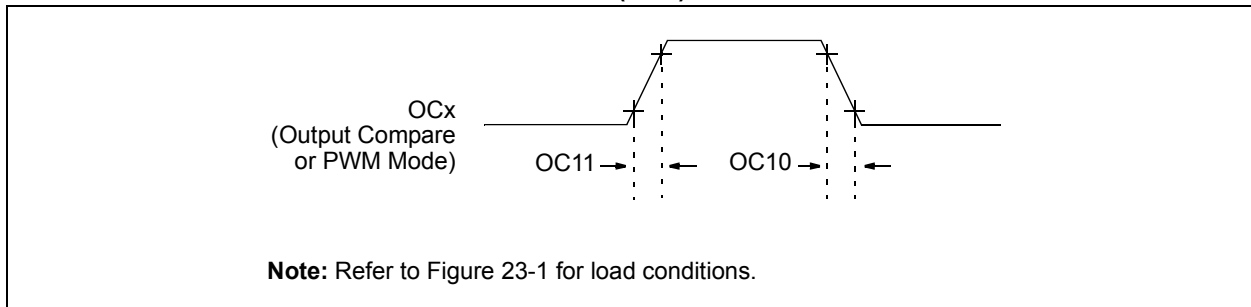 OCx
(Output Compare
or PWM Mode)
OC11
OC10
Note: Refer to Figure 23-1 for load conditions.